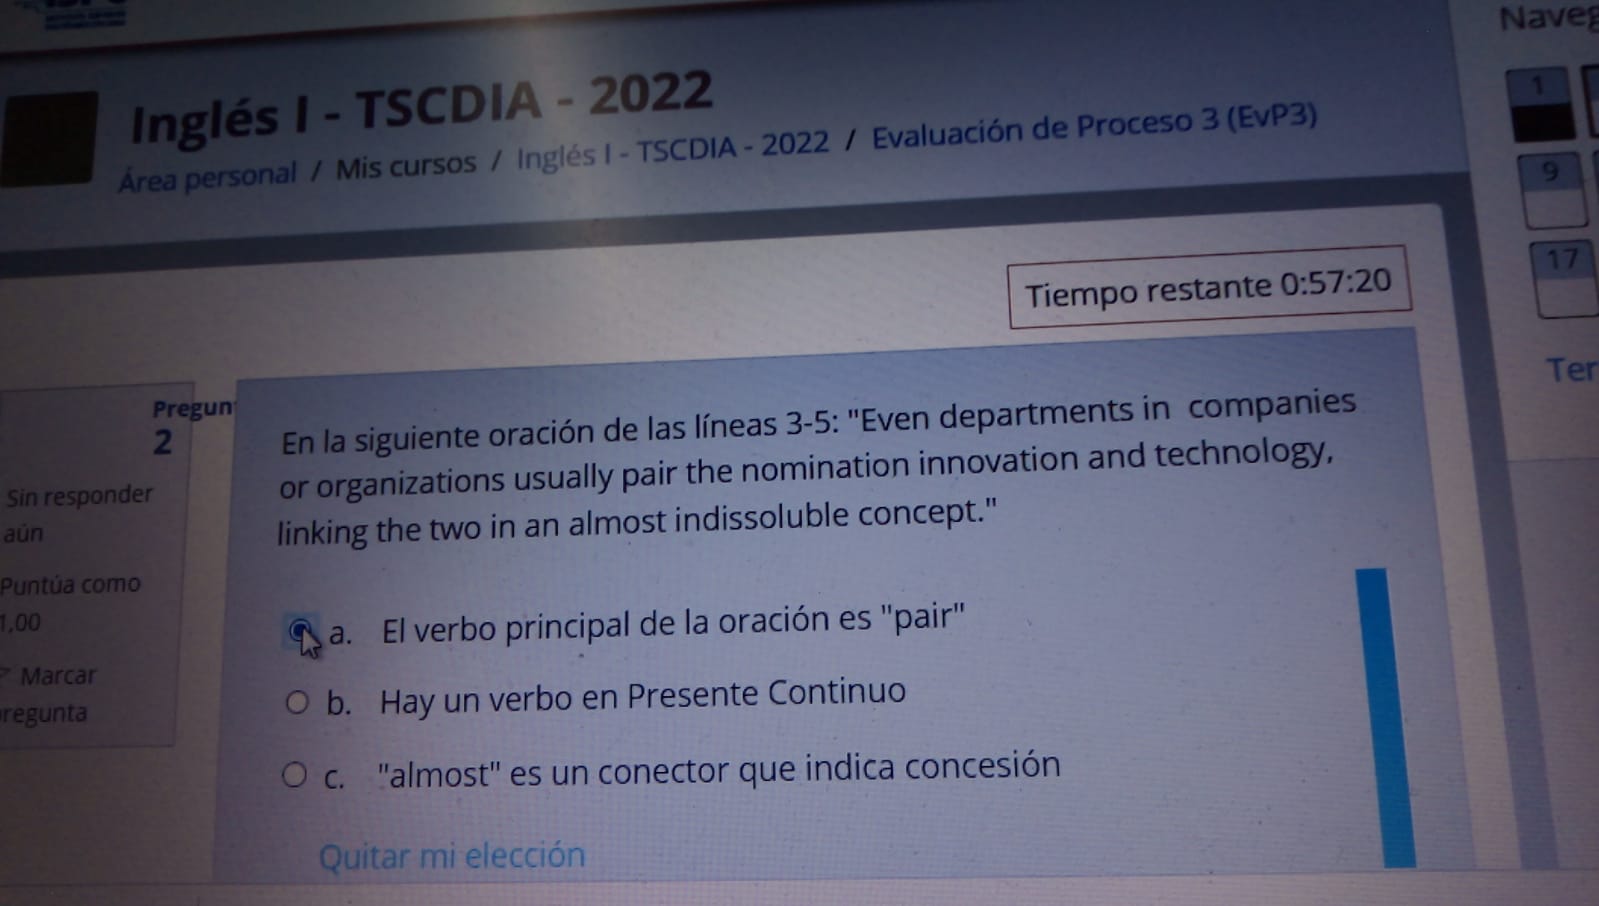 Naveg
Inglés I - TSCDIA - 2022
Área personal / Mis cursos / Inglés I - TSCDIA - 2022 / Evaluación de Proceso 3 (EvP3)
1
9
17
Tiempo restante 0:57:20
Ter
Pregun
2
Sin responder
aún
Puntúa como
1,00
Marcar
regunta
En la siguiente oración de las líneas 3-5: "Even departments in companies
or organizations usually pair the nomination innovation and technology,
linking the two in an almost indissoluble concept."
a. El verbo principal de la oración es "pair"
b. Hay un verbo en Presente Continuo
c. "almost" es un conector que indica concesión
Quitar mi elección